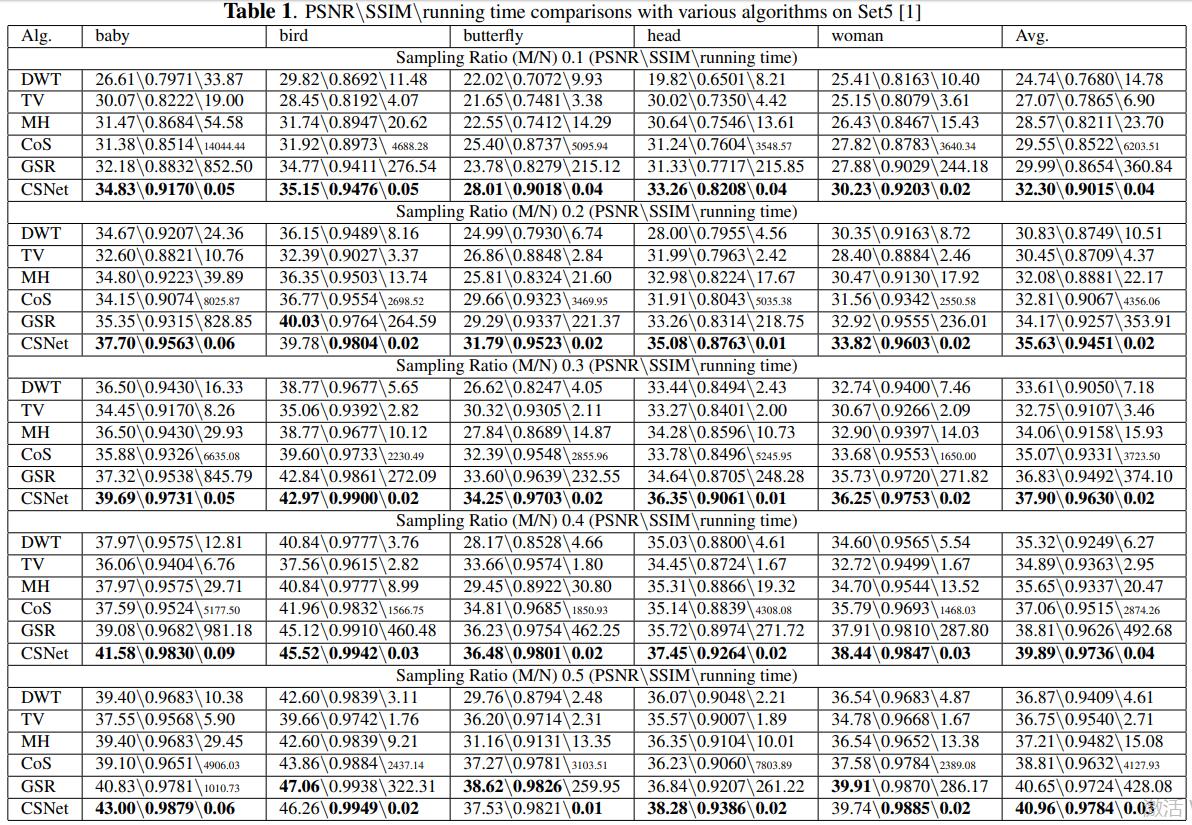 Table 1. PSNR\SSIM\running time comparisons with various algorithms on Set5 [1]
Alg. baby bird butterfly head woman Avg.
Sampling Ratio (M/N) 0.1 (PSNR\SSIM\running time)
DWT 26.61\0.7971\33.87 29.82\0.8692\11.48 22.02\0.7072\9.93 19.82\0.6501\8.21 25.41\0.8163\10.40 24.74\0.7680\14.78
TV 30.07\0.8222\19.00 28.45\0.8192\4.07 21.65\0.7481\3.38 30.02\0.7350\4.42 25.15\0.8079\3.61 27.07\0.7865\6.90
MH 31.47\0.8684\54.58 31.74\0.8947\20.62 22.55\0.7412\14.29 30.64\0.7546\13.61 26.43\0.8467\15.43 28.57\0.8211\23.70
CoS 31.38\0.8514\14044.44 31.92\0.8973\ 4688.28 25.40\0.8737\5095.94 31.24\0.7604\3548.57 27.82\0.8783\3640.34 29.55\0.8522\6203.51
GSR 32.18\0.8832\852.50 34.77\0.9411\276.54 23.78\0.8279\215.12 31.33\0.7717\215.85 27.88\0.9029\244.18 29.99\0.8654\360.84
CSNet 34.83\0.9170\0.05 35.15\0.9476\0.05 28.01\0.9018\0.04 33.26\0.8208\0.04 30.23\0.9203\0.02 32.30\0.9015\0.04
Sampling Ratio (M/N) 0.2 (PSNR\SSIM\running time)
DWT 34.67\0.9207\24.36 36.15\0.9489\8.16 24.99\0.7930\6.74 28.00\0.7955\4.56 30.35\0.9163\8.72 30.83\0.8749\10.51
TV 32.60\0.8821\10.76 32.39\0.9027\3.37 26.86\0.8848\2.84 31.99\0.7963\2.42 28.40\0.8884\2.46 30.45\0.8709\4.37
MH 34.80\0.9223\39.89 36.35\0.9503\13.74 25.81\0.8324\21.60 32.98\0.8224\17.67 30.47\0.9130\17.92 32.08\0.8881\22.17
CoS 34.15\0.9074\8025.87 36.77\0.9554\2698.52 29.66\0.9323\3469.95 31.91\0.8043\5035.38 31.56\0.9342\2550.58 32.81\0.9067\4356.06
GSR 35.35\0.9315\828.85 40.03\0.9764\264.59 29.29\0.9337\221.37 33.26\0.8314\218.75 32.92\0.9555\236.01 34.17\0.9257\353.91
CSNet 37.70\0.9563\0.06 39.78\0.9804\0.02 31.79\0.9523\0.02 35.08\0.8763\0.01 33.82\0.9603\0.02 35.63\0.9451\0.02
Sampling Ratio (M/N) 0.3 (PSNR\SSIM\running time)
DWT 36.50\0.9430\16.33 38.77\0.9677\5.65 26.62\0.8247\4.05 33.44\0.8494\2.43 32.74\0.9400\7.46 33.61\0.9050\7.18
TV 34.45\0.9170\8.26 35.06\0.9392\2.82 30.32\0.9305\2.11 33.27\0.8401\2.00 30.67\0.9266\2.09 32.75\0.9107\3.46
MH 36.50\0.9430\29.93 38.77\0.9677\10.12 27.84\0.8689\14.87 34.28\0.8596\10.73 32.90\0.9397\14.03 34.06\0.9158\15.93
CoS 35.88\0.9326\6635.08 39.60\0.9733\2230.49 32.39\0.9548\2855.96 33.78\0.8496\5245.95 33.68\0.9553\1650.00 35.07\0.9331\3723.50
GSR 37.32\0.9538\845.79 42.84\0.9861\272.09 33.60\0.9639\232.55 34.64\0.8705\248.28 35.73\0.9720\271.82 36.83\0.9492\374.10
CSNet 39.69\0.9731\0.05 42.97\0.9900\0.02 34.25\0.9703\0.02 36.35\0.9061\0.01 36.25\0.9753\0.02 37.90\0.9630\0.02
Sampling Ratio (M/N) 0.4 (PSNR\SSIM\running time)
DWT 37.97\0.9575\12.81 40.84\0.9777\3.76 28.17\0.8528\4.66 35.03\0.8800\4.61 34.60\0.9565\5.54 35.32\0.9249\6.27
TV 36.06\0.9404\6.76 37.56\0.9615\2.82 33.66\0.9574\1.80 34.45\0.8724\1.67 32.72\0.9499\1.67 34.89\0.9363\2.95
MH 37.97\0.9575\29.71 40.84\0.9777\8.99 29.45\0.8922\30.80 35.31\0.8866\19.32 34.70\0.9544\13.52 35.65\0.9337\20.47
CoS 37.59\0.9524\5177.50 41.96\0.9832\1566.75 34.81\0.9685\1850.93 35.14\0.8839\4308.08 35.79\0.9693\1468.03 37.06\0.9515\2874.26
GSR 39.08\0.9682\981.18 45.12\0.9910\460.48 36.23\0.9754\462.25 35.72\0.8974\271.72 37.91\0.9810\287.80 38.81\0.9626\492.68
CSNet 41.58\0.9830\0.09 45.52\0.9942\0.03 36.48\0.9801\0.02 37.45\0.9264\0.02 38.44\0.9847\0.03 39.89\0.9736\0.04
Sampling Ratio (M/N) 0.5 (PSNR\SSIM\running time)
DWT 39.40\0.9683\10.38 42.60\0.9839\3.11 29.76\0.8794\2.48 36.07\0.9048\2.21 36.54\0.9683\4.87 36.87\0.9409\4.61
TV 37.55\0.9568\5.90 39.66\0.9742\1.76 36.20\0.9714\2.31 35.57\0.9007\1.89 34.78\0.9668\1.67 36.75\0.9540\2.71
MH 39.40\0.9683\29.45 42.60\0.9839\9.21 31.16\0.9131\13.35 36.35\0.9104\10.01 36.54\0.9652\13.38 37.21\0.9482\15.08
CoS 39.10\0.9651\4906.03 43.86\0.9884\2437.14 37.27\0.9781\3103.51 36.23\0.9060\7803.89 37.58\0.9784\2389.08 38.81\0.9632\4127.93
GSR 40.83\0.9781\1010.73 47.06\0.9938\322.31 38.62\0.9826\259.95 36.84\0.9207\261.22 39.91\0.9870\286.17 40.65\0.9724\428.08
CSNet 43.00\0.9879\0.06 46.26\0.9949\0.02 37.53\0.9821\0.01 38.28\0.9386\0.02 39.74\0.9885\0.02 40.96\0.9784\0.03
激活